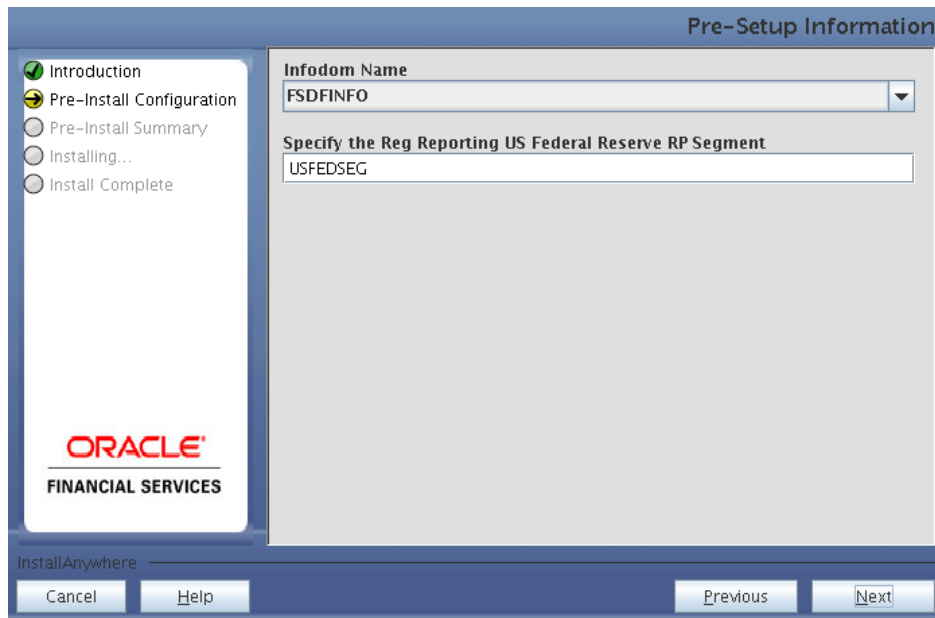 Pre-Setup Information
Introduction
Pre-Install Configuration
Pre-Install Summary
Installing...
Install Complete
Infodom Name
FSDFINFO
Specify the Reg Reporting US Federal Reserve RP Segment
USFEDSEG
ORACLE
FINANCIAL SERVICES
InstallAnywhere
Cancel
Help
Previous
Next